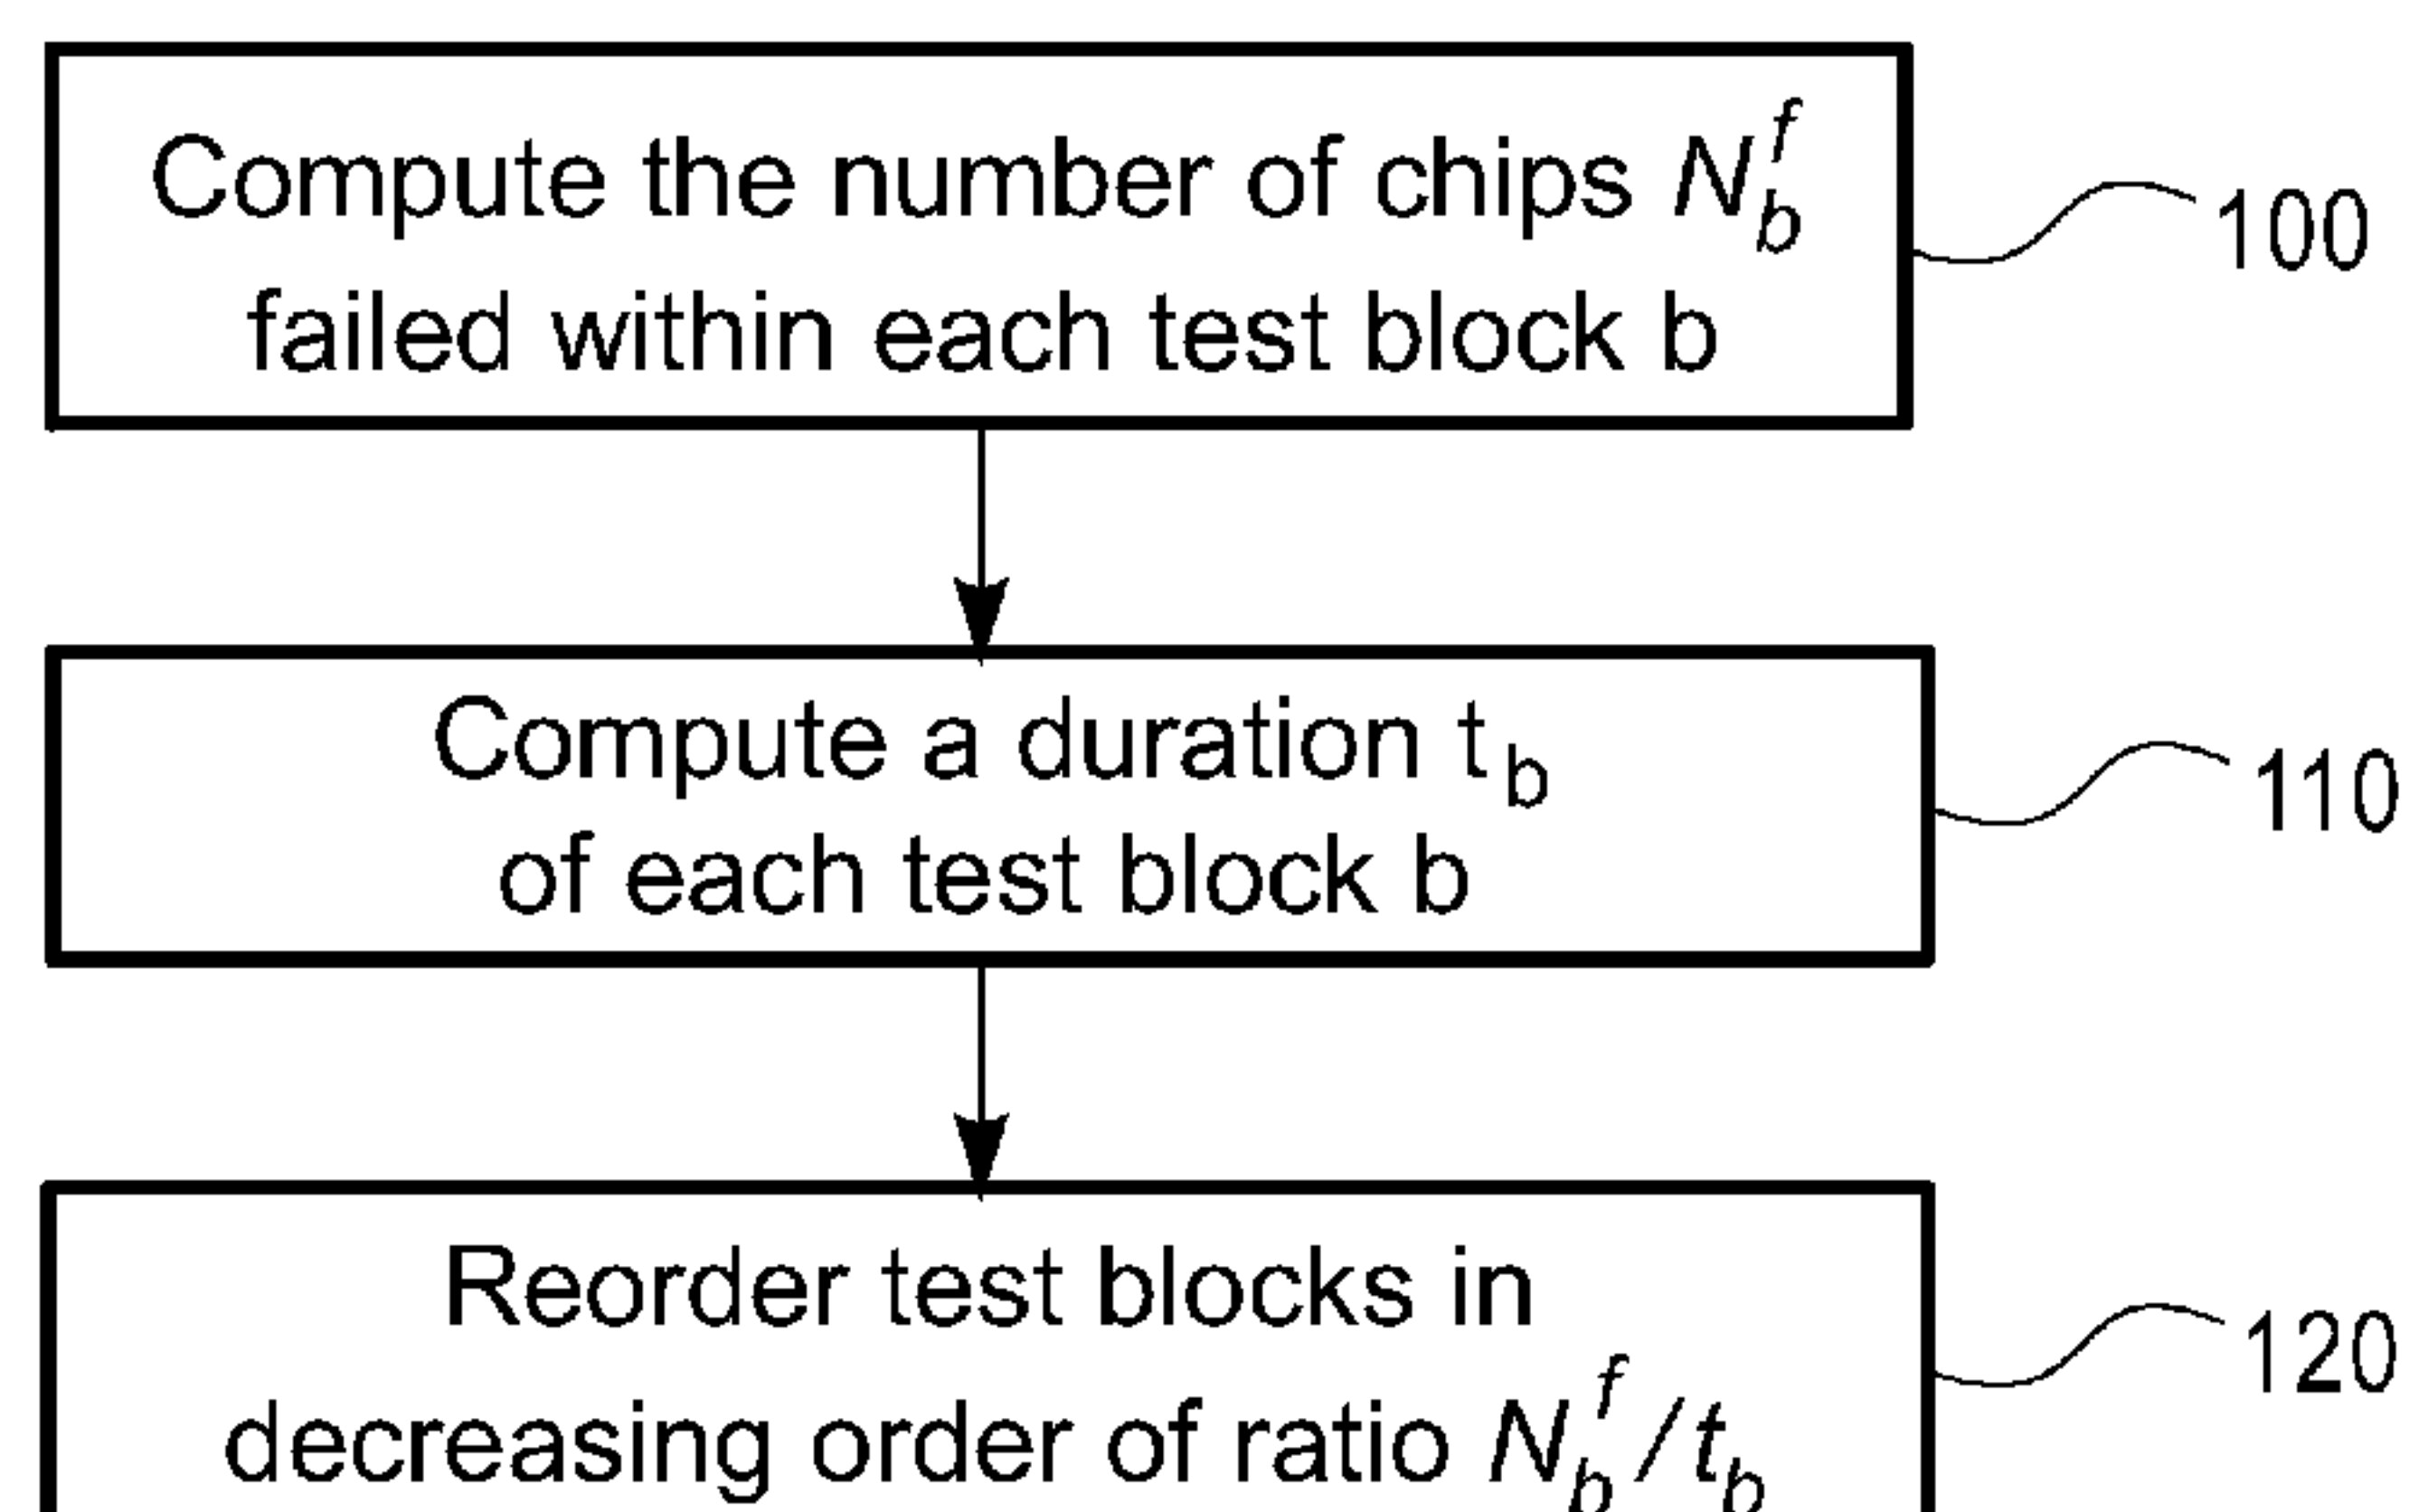 Compute the number of chips N_b^f
failed within each test block b
100
Compute a duration t_b
of each test block b
110
Reorder test blocks in
decreasing order of ratio N_b^f/t_b
120